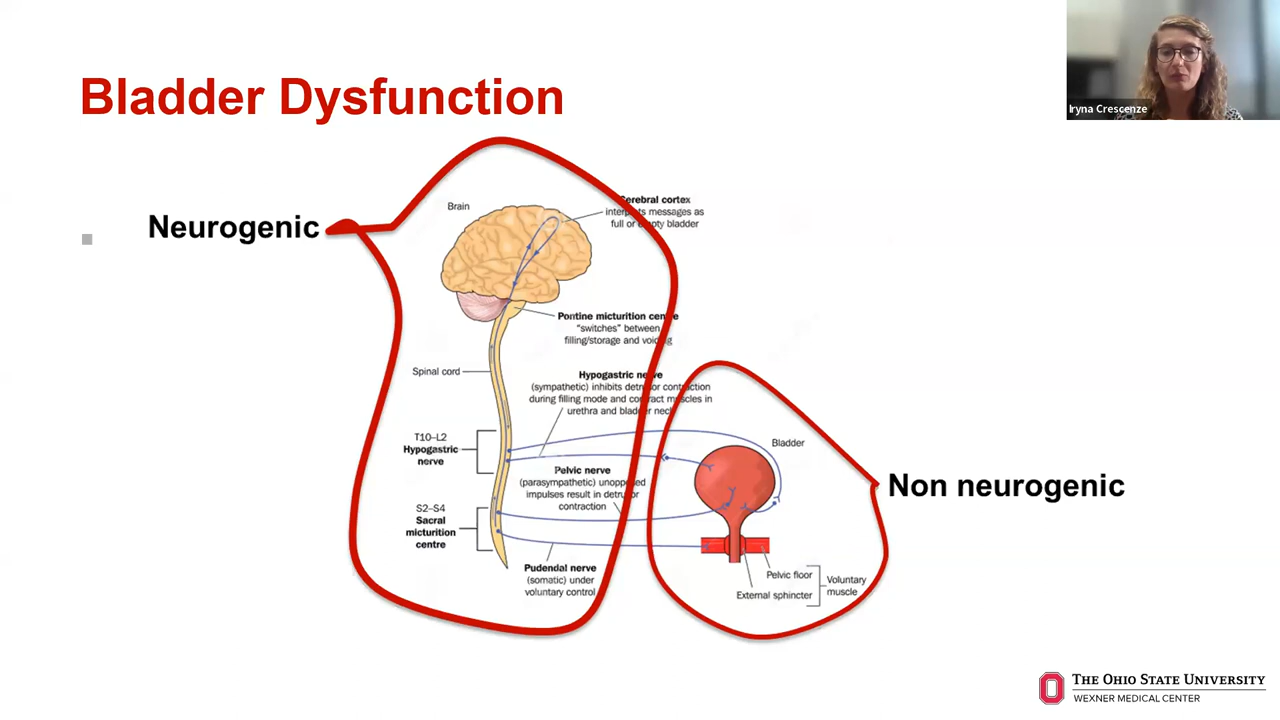 Bladder Dysfunction
Iryna Crescenze
Neurogenic
Brain
Cerebral cortex
interprets messages as
full or empty bladder
Pontine micturition centre
"switches" between
filling/storage and voiding
Spinal cord
Hypogastric nerve
(sympathetic) inhibits detrusor contraction
during filling mode and contract muscles in
urethra and bladder neck
T10–L2
Hypogastric
nerve
Bladder
Pelvic nerve
(parasympathetic) unopposed
impulses result in detrusor
contraction
Non neurogenic
S2–S4
Sacral
micturition
centre
Pudendal nerve
(somatic) under
voluntary control
Pelvic floor
External sphincter
Voluntary
muscle
THE OHIO STATE UNIVERSITY
WEXNER MEDICAL CENTER